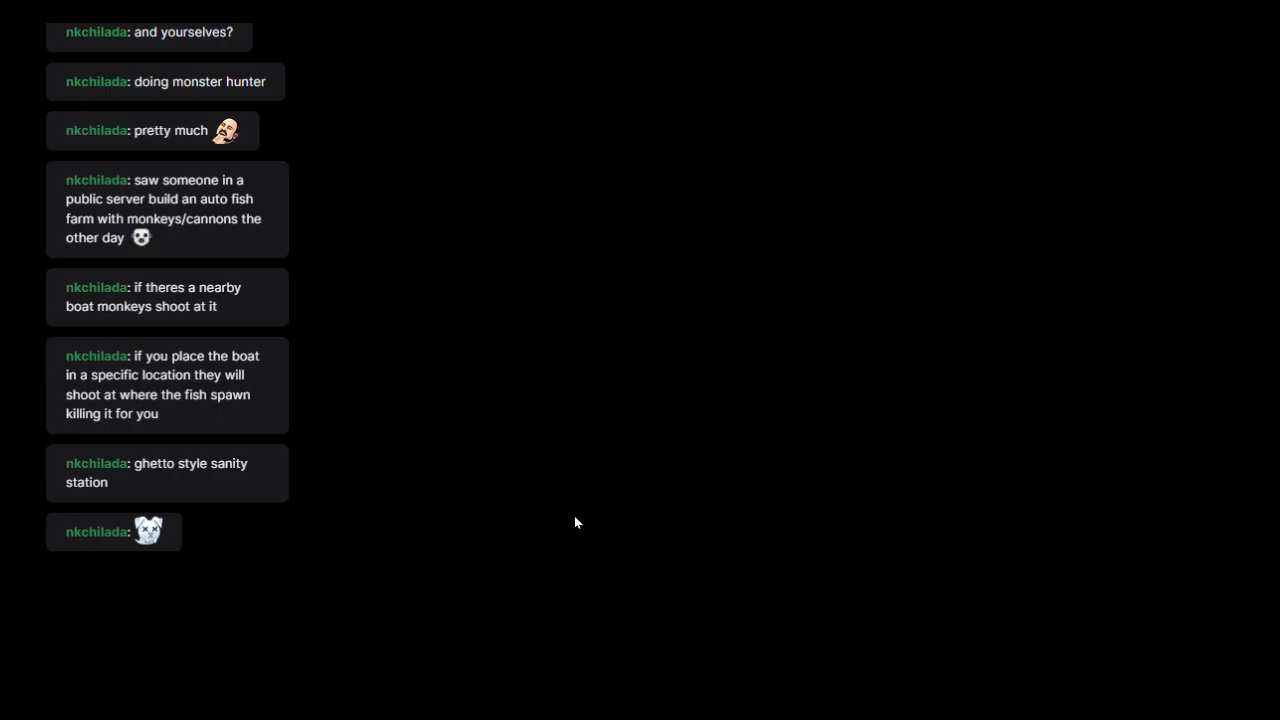 nkchilada: and yourselves?
nkchilada: doing monster hunter
nkchilada: pretty much
nkchilada: saw someone in a
public server build an auto fish
farm with monkeys/cannons the
other day
nkchilada: if theres a nearby
boat monkeys shoot at it
nkchilada: if you place the boat
in a specific location they will
shoot at where the fish spawn
killing it for you
nkchilada: ghetto style sanity
station
nkchilada: